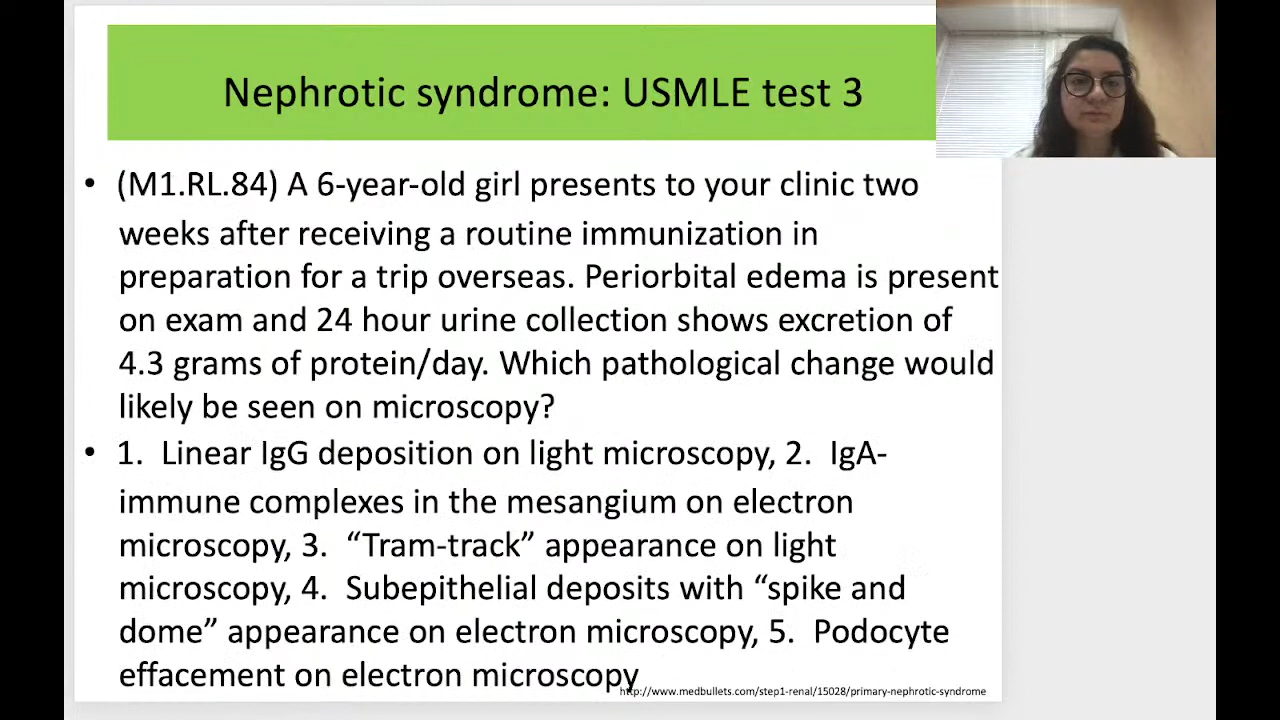 Nephrotic syndrome: USMLE test 3
• (M1.RL.84) A 6-year-old girl presents to your clinic two
weeks after receiving a routine immunization in
preparation for a trip overseas. Periorbital edema is present
on exam and 24 hour urine collection shows excretion of
4.3 grams of protein/day. Which pathological change would
likely be seen on microscopy?
• 1. Linear IgG deposition on light microscopy, 2. IgA-
immune complexes in the mesangium on electron
microscopy, 3. “Tram-track” appearance on light
microscopy, 4. Subepithelial deposits with “spike and
dome” appearance on electron microscopy, 5. Podocyte
effacement on electron microscopy
http://www.medbullets.com/step1-renal/15028/primary-nephrotic-syndrome